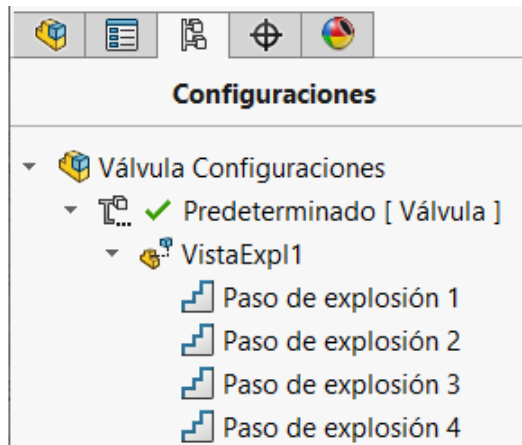 Configuraciones
Válvula Configuraciones
Predeterminado [ Válvula ]
VistaExpl1
Paso de explosión 1
Paso de explosión 2
Paso de explosión 3
Paso de explosión 4